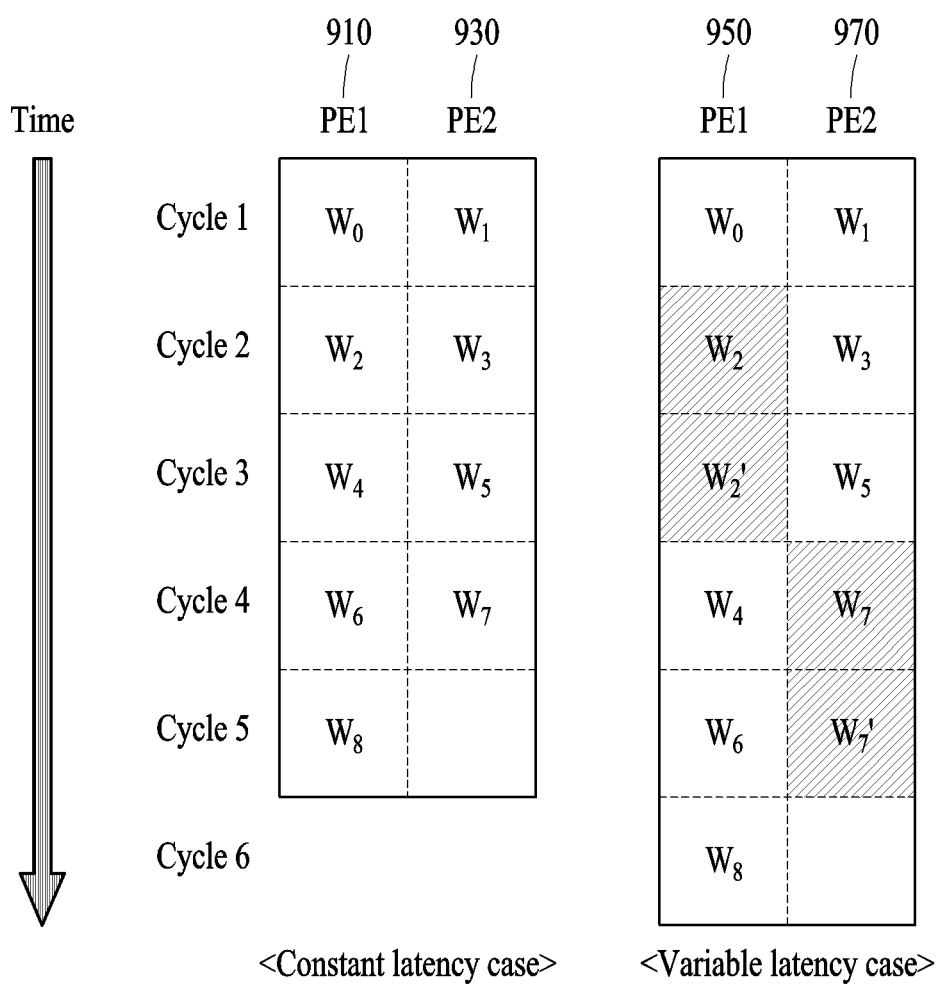 910 930 950 970
Time PE1 PE2 PE1 PE2
Cycle 1 W0 W1 W0 W1
Cycle 2 W2 W3 W2 W3
Cycle 3 W4 W5 W2' W5
Cycle 4 W6 W7 W4 W7
Cycle 5 W8 W6 W7'
Cycle 6 W8
<Constant latency case> <Variable latency case>